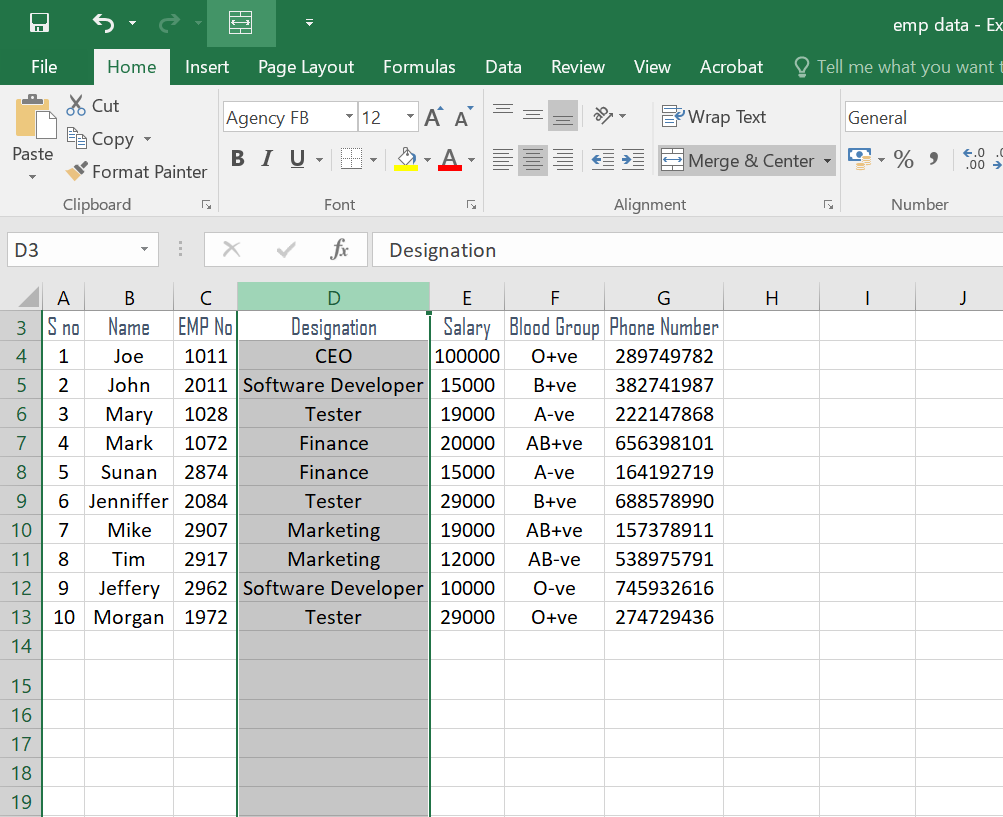 emp data - Ex
File Home Insert Page Layout Formulas Data Review View Acrobat Tell me what you want t
Cut
Copy
Format Painter
Paste
Clipboard
Agency FB 12 A A
B I U A
Font
Wrap Text
Merge & Center
Alignment
General
% , .0 .00
Number
D3 fx Designation
A B C D E F G H I J
3 S no Name EMP No Designation Salary Blood Group Phone Number
4 1 Joe 1011 CEO 100000 O+ve 289749782
5 2 John 2011 Software Developer 15000 B+ve 382741987
6 3 Mary 1028 Tester 19000 A-ve 222147868
7 4 Mark 1072 Finance 20000 AB+ve 656398101
8 5 Sunan 2874 Finance 15000 A-ve 164192719
9 6 Jenniffer 2084 Tester 29000 B+ve 688578990
10 7 Mike 2907 Marketing 19000 AB+ve 157378911
11 8 Tim 2917 Marketing 12000 AB-ve 538975791
12 9 Jeffery 2962 Software Developer 10000 O-ve 745932616
13 10 Morgan 1972 Tester 29000 O+ve 274729436
14
15
16
17
18
19